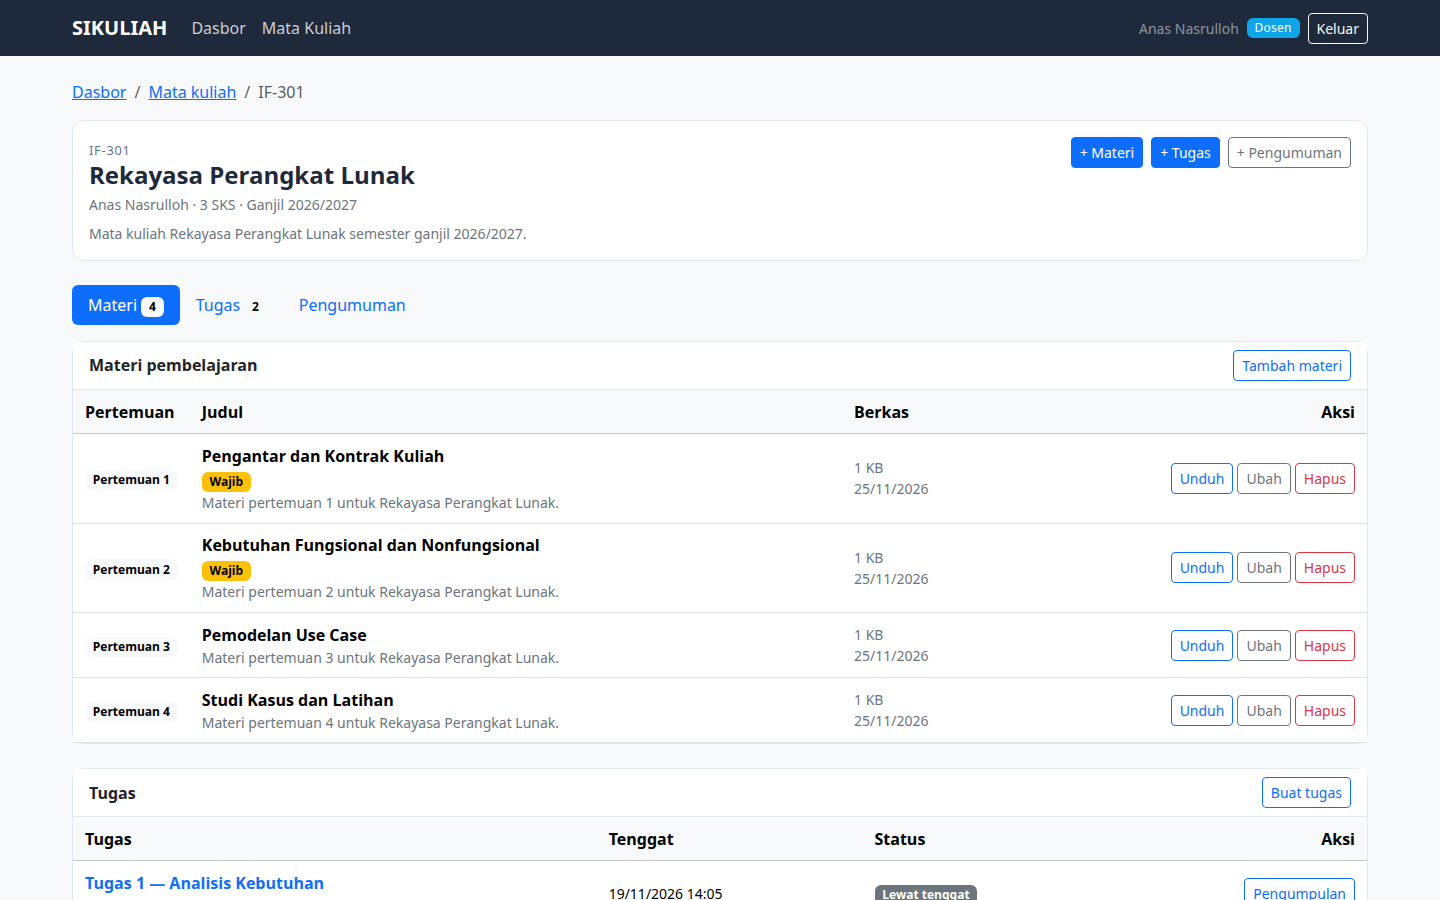 SIKULIAH Dasbor Mata Kuliah Anas Nasrulloh Dosen Keluar
Dasbor / Mata kuliah / IF-301
IF-301
+ Materi + Tugas + Pengumuman
Rekayasa Perangkat Lunak
Anas Nasrulloh · 3 SKS · Ganjil 2026/2027
Mata kuliah Rekayasa Perangkat Lunak semester ganjil 2026/2027.
Materi 4 Tugas 2 Pengumuman
Materi pembelajaran Tambah materi
Pertemuan Judul Berkas Aksi
Pertemuan 1
Pengantar dan Kontrak Kuliah
Wajib
Materi pertemuan 1 untuk Rekayasa Perangkat Lunak.
1 KB
25/11/2026
Unduh Ubah Hapus
Pertemuan 2
Kebutuhan Fungsional dan Nonfungsional
Wajib
Materi pertemuan 2 untuk Rekayasa Perangkat Lunak.
1 KB
25/11/2026
Unduh Ubah Hapus
Pertemuan 3
Pemodelan Use Case
Materi pertemuan 3 untuk Rekayasa Perangkat Lunak.
1 KB
25/11/2026
Unduh Ubah Hapus
Pertemuan 4
Studi Kasus dan Latihan
Materi pertemuan 4 untuk Rekayasa Perangkat Lunak.
1 KB
25/11/2026
Unduh Ubah Hapus
Tugas Buat tugas
Tugas Tenggat Status Aksi
Tugas 1 — Analisis Kebutuhan
19/11/2026 14:05 Lewat tenggat Pengumpulan